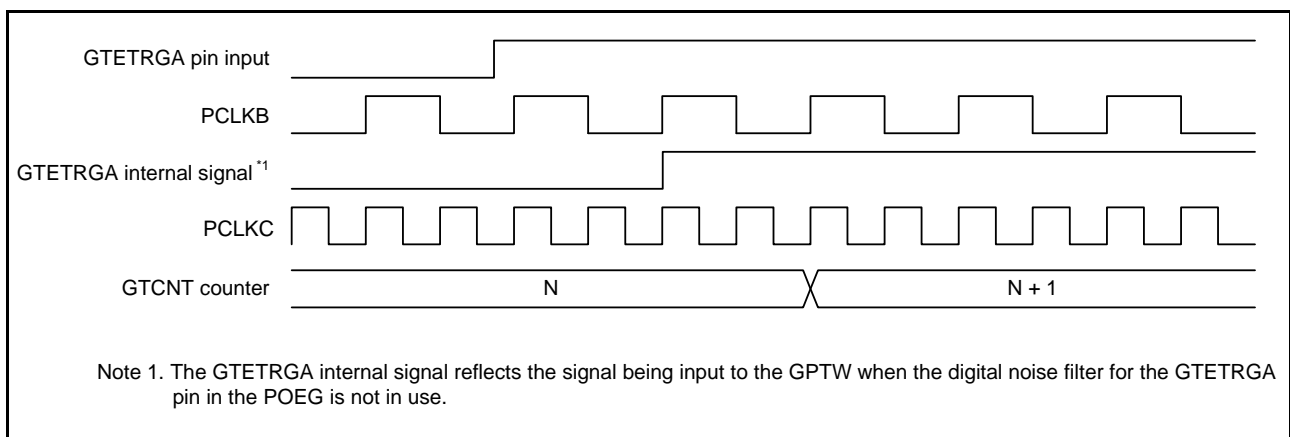 GTETRGA pin input
PCLKB
GTETRGA internal signal *1
PCLKC
GTCNT counter
N
N + 1
Note 1. The GTETRGA internal signal reflects the signal being input to the GPTW when the digital noise filter for the GTETRGA
pin in the POEG is not in use.